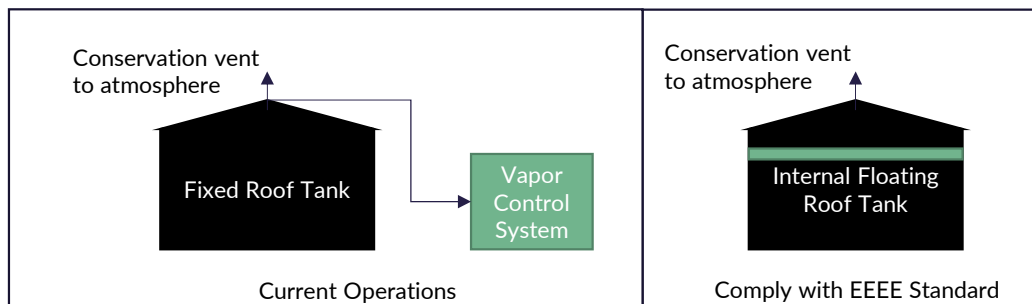 Conservation vent
to atmosphere
Fixed Roof Tank
Vapor
Control
System
Current Operations
Conservation vent
to atmosphere
Internal Floating
Roof Tank
Comply with EEEE Standard